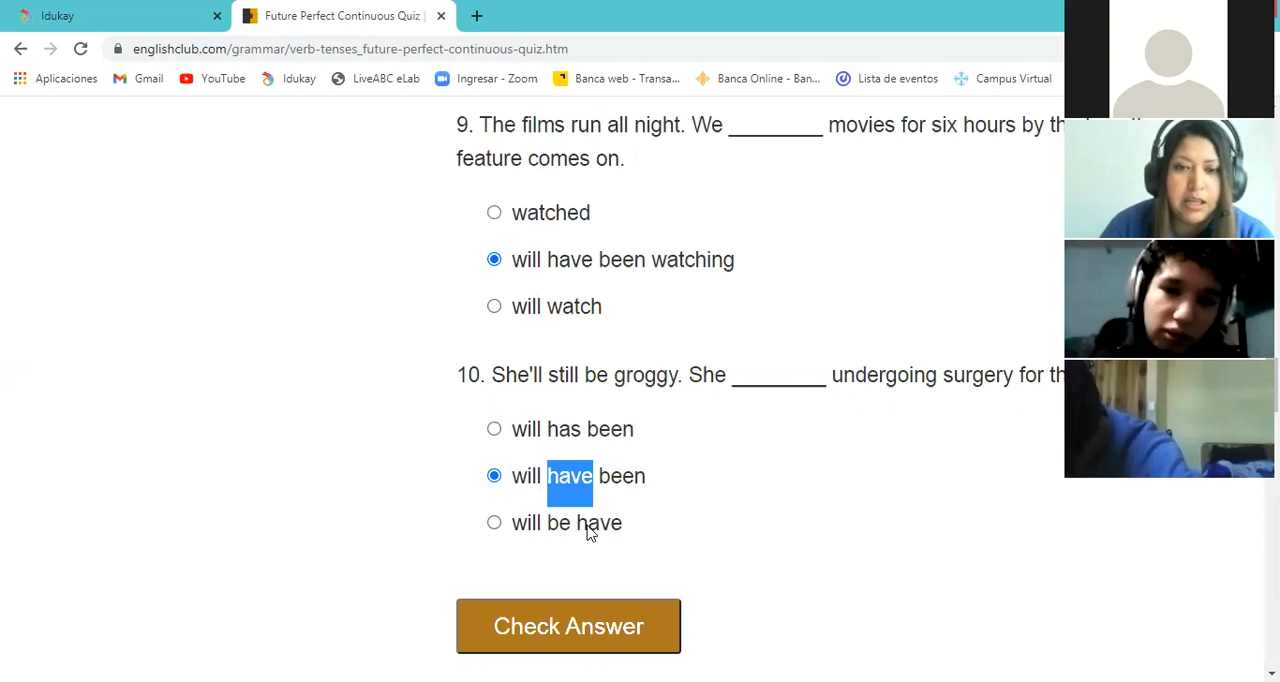 Idukay
Future Perfect Continuous Quiz |
englishclub.com/grammar/verb-tenses_future-perfect-continuous-quiz.htm
Aplicaciones Gmail YouTube Idukay LiveABC eLab Ingresar - Zoom Banca web - Transa... Banca Online - Ban... Lista de eventos Campus Virtual
9. The films run all night. We ________ movies for six hours by
feature comes on.
watched
will have been watching
will watch
10. She'll still be groggy. She ________ undergoing surgery for
will has been
will have been
will be have
Check Answer